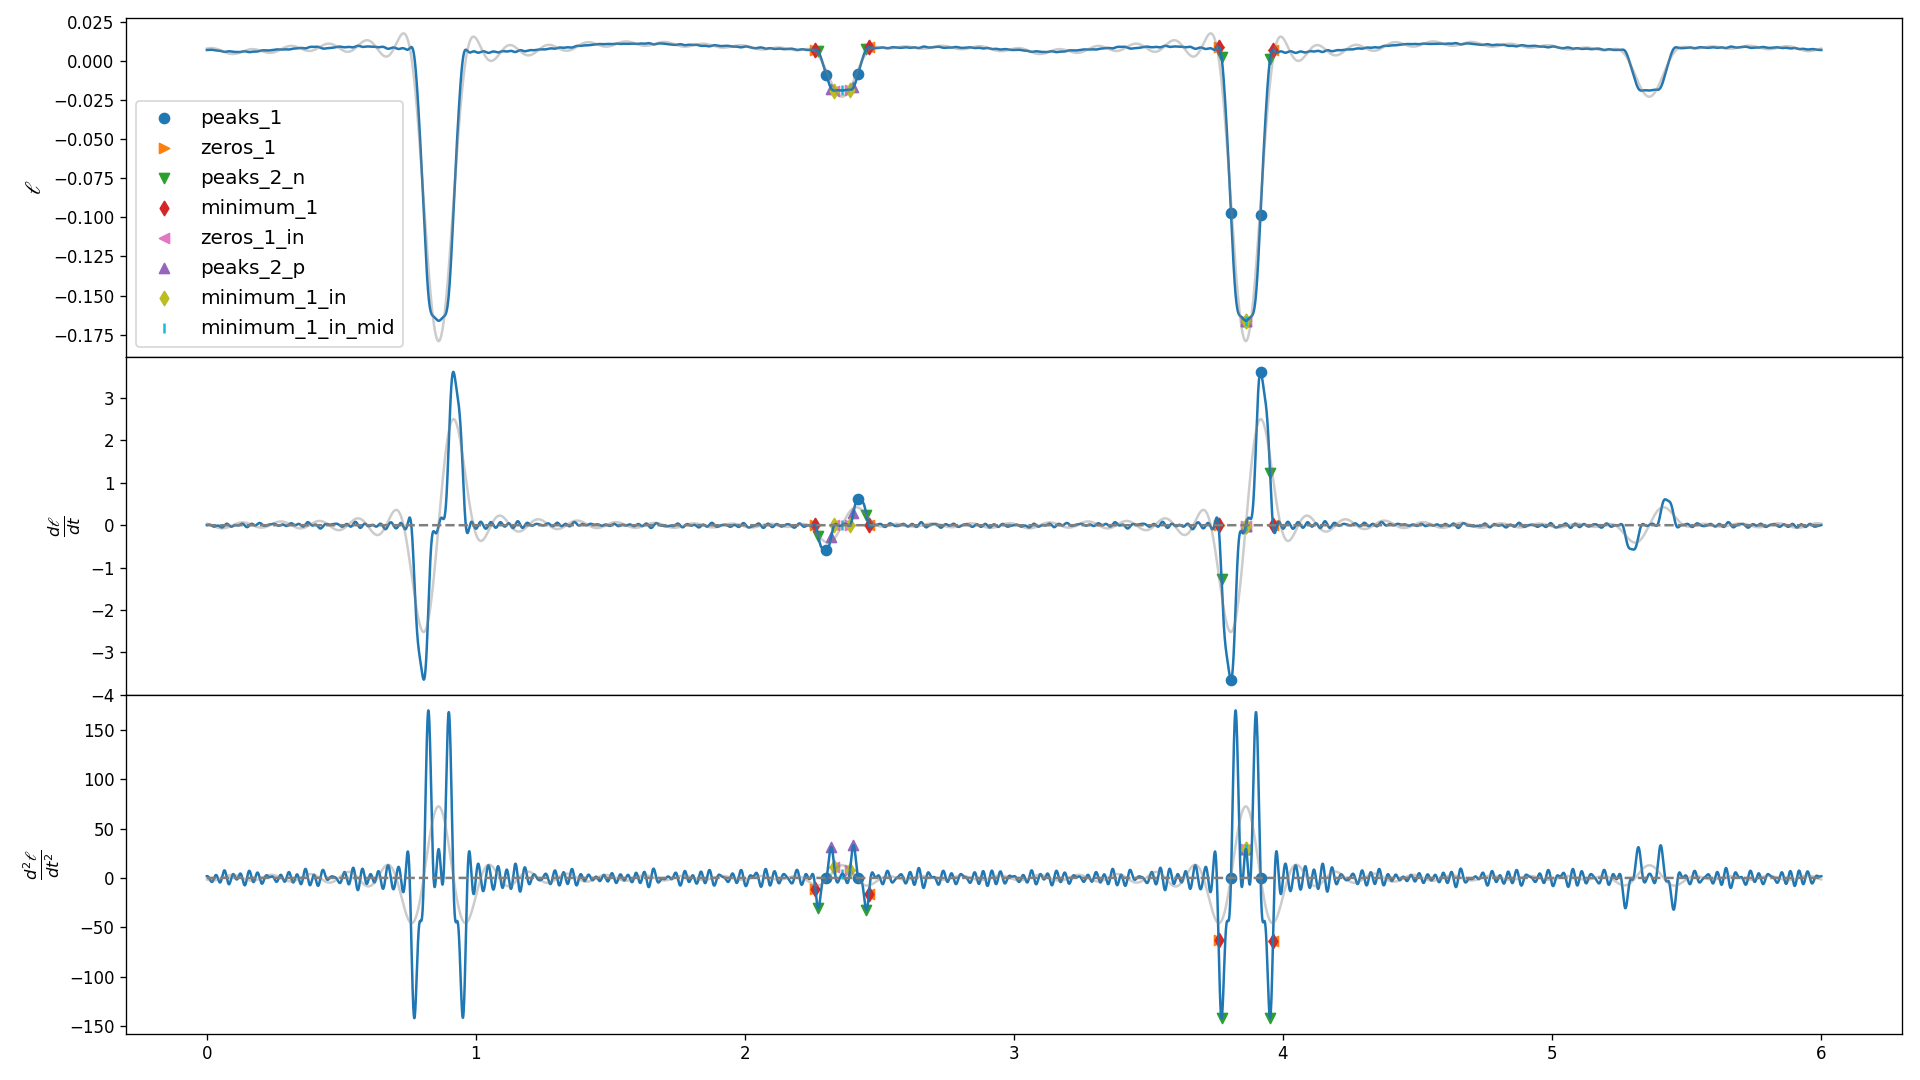 0.025
0.000
−0.025
−0.050
−0.075
−0.100
−0.125
−0.150
−0.175
ℓ
peaks_1
zeros_1
peaks_2_n
minimum_1
zeros_1_in
peaks_2_p
minimum_1_in
minimum_1_in_mid
3
2
1
0
−1
−2
−3
−4
dℓ
dt
150
100
50
0
−50
−100
−150
d²ℓ
dt²
0 1 2 3 4 5 6